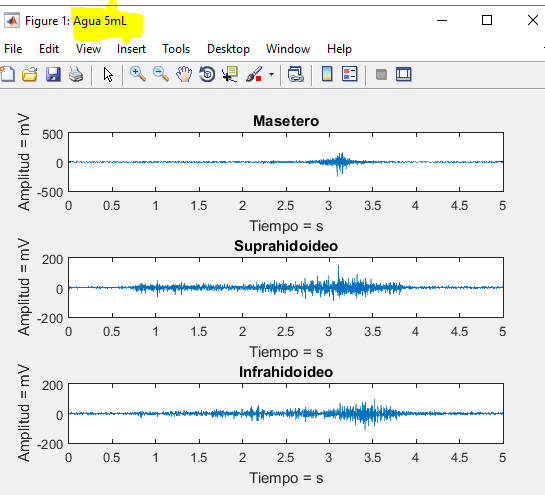 Figure 1: Agua 5mL
File Edit View Insert Tools Desktop Window Help
Masetero
Amplitud = mV
500
0
-500
0 0.5 1 1.5 2 2.5 3 3.5 4 4.5 5
Tiempo = s
Suprahidoideo
Amplitud = mV
200
0
-200
0 0.5 1 1.5 2 2.5 3 3.5 4 4.5 5
Tiempo = s
Infrahidoideo
Amplitud = mV
200
0
-200
0 0.5 1 1.5 2 2.5 3 3.5 4 4.5 5
Tiempo = s